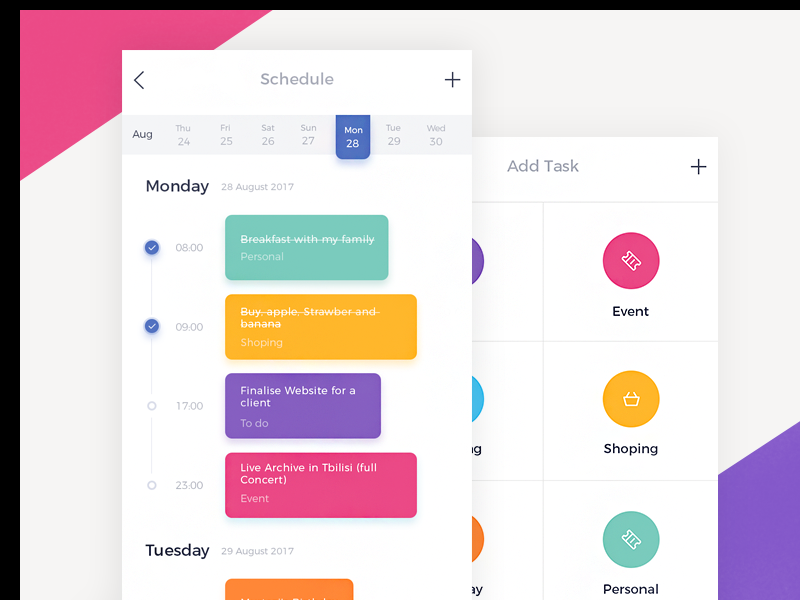 Schedule
Aug
Thu
24
Fri
25
Sat
26
Sun
27
Mon
28
Tue
29
Wed
30
Monday 28 August 2017
08:00
Breakfast with my family
Personal
09:00
Buy, apple, Strawber and
banana
Shoping
17:00
Finalise Website for a
client
To do
23:00
Live Archive in Tbilisi (full
Concert)
Event
Tuesday 29 August 2017
Add Task
Event
Shoping
Personal